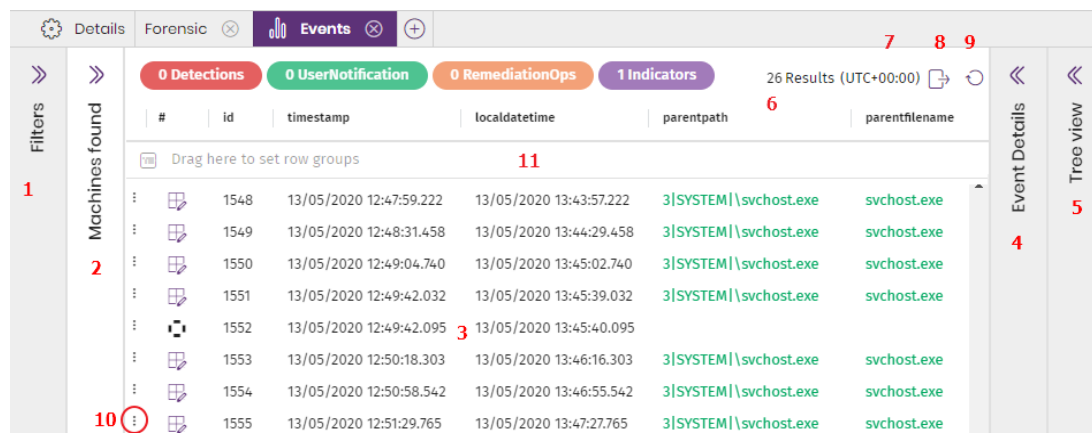 Details Forensic Events
7 8 9
0 Detections 0 UserNotification 0 RemediationOps 1 Indicators 26 Results (UTC+00:00)
6
Filters
1
Machines found
2
# id timestamp localdatetime parentpath parentfilename
Drag here to set row groups 11
1548 13/05/2020 12:47:59.222 13/05/2020 13:43:57.222 3|SYSTEM|\svchost.exe svchost.exe
1549 13/05/2020 12:48:31.458 13/05/2020 13:44:29.458 3|SYSTEM|\svchost.exe svchost.exe
1550 13/05/2020 12:49:04.740 13/05/2020 13:45:02.740 3|SYSTEM|\svchost.exe svchost.exe
1551 13/05/2020 12:49:42.032 13/05/2020 13:45:39.032 3|SYSTEM|\svchost.exe svchost.exe
1552 13/05/2020 12:49:42.095 3 13/05/2020 13:45:40.095
1553 13/05/2020 12:50:18.303 13/05/2020 13:46:16.303 3|SYSTEM|\svchost.exe svchost.exe
1554 13/05/2020 12:50:58.542 13/05/2020 13:46:55.542 3|SYSTEM|\svchost.exe svchost.exe
10 1555 13/05/2020 12:51:29.765 13/05/2020 13:47:27.765 3|SYSTEM|\svchost.exe svchost.exe
Event Details
4
Tree view
5